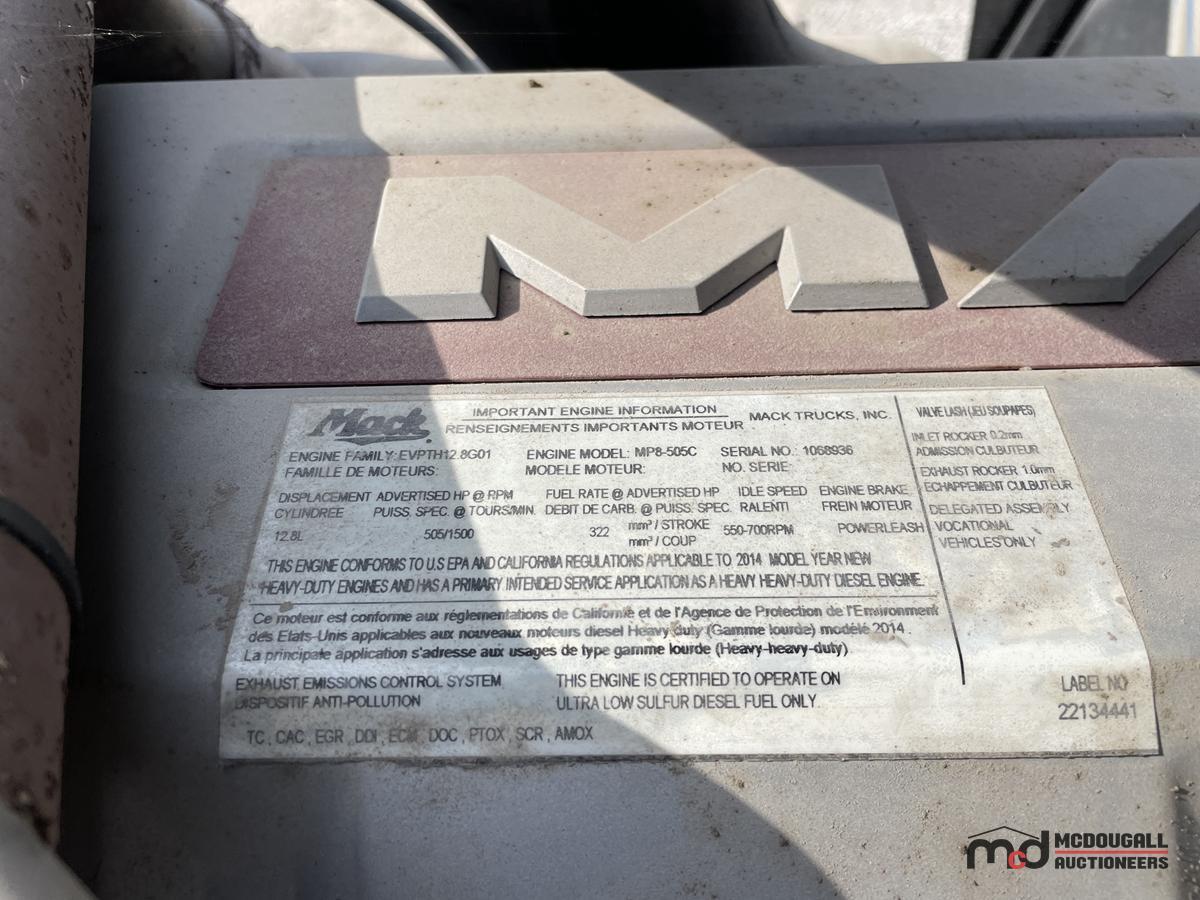 MA
Mack
IMPORTANT ENGINE INFORMATION
RENSEIGNEMENTS IMPORTANTS MOTEUR
MACK TRUCKS, INC.
ENGINE FAMILY: EVPTH12.8G01 ENGINE MODEL: MP8-505C SERIAL NO.: 1068936
FAMILLE DE MOTEURS: MODELE MOTEUR: NO. SERIE:
DISPLACEMENT ADVERTISED HP @ RPM FUEL RATE @ ADVERTISED HP IDLE SPEED ENGINE BRAKE
CYLINDREE PUISS. SPEC. @ TOURS/MIN. DEBIT DE CARB. @ PUISS. SPEC. RALENTI FREIN MOTEUR
12.8L 505/1500 322 mm³ / STROKE 550-700RPM POWERLEASH
mm³ / COUP
THIS ENGINE CONFORMS TO U.S EPA AND CALIFORNIA REGULATIONS APPLICABLE TO 2014 MODEL YEAR NEW
HEAVY-DUTY ENGINES AND HAS A PRIMARY INTENDED SERVICE APPLICATION AS A HEAVY HEAVY-DUTY DIESEL ENGINE.
Ce moteur est conforme aux réglementations de Californie et de l'Agence de Protection de l'Environment
des Etats-Unis applicables aux nouveaux moteurs diesel Heavy duty (Gamme lourde) modéle 2014.
La principale application s'adresse aux usages de type gamme lourde (Heavy-heavy-duty)
EXHAUST EMISSIONS CONTROL SYSTEM THIS ENGINE IS CERTIFIED TO OPERATE ON
DISPOSITIF ANTI-POLLUTION ULTRA LOW SULFUR DIESEL FUEL ONLY
TC, CAC, EGR, DDI, ECM, DOC, PTOX, SCR, AMOX
VALVE LASH (JEU SOUPAPES)
INLET ROCKER 0.2mm
ADMISSION CULBUTEUR
EXHAUST ROCKER 1.0mm
ECHAPPEMENT CULBUTEUR
DELEGATED ASSEMBLY
VOCATIONAL
VEHICLES ONLY
LABEL NO
22134441
mcd MCDOUGALL
AUCTIONEERS